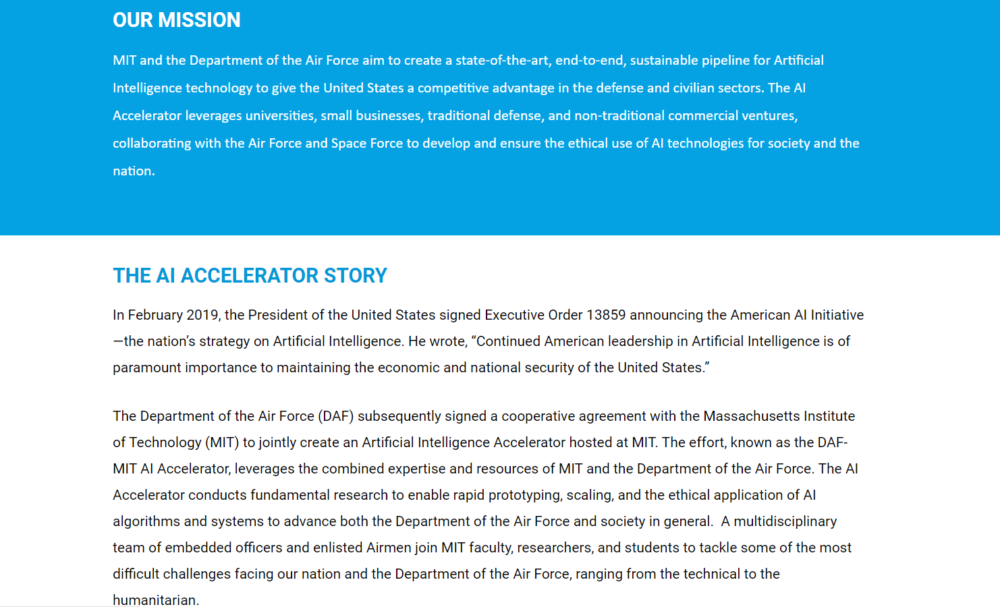 OUR MISSION
MIT and the Department of the Air Force aim to create a state-of-the-art, end-to-end, sustainable pipeline for Artificial
Intelligence technology to give the United States a competitive advantage in the defense and civilian sectors. The AI
Accelerator leverages universities, small businesses, traditional defense, and non-traditional commercial ventures,
collaborating with the Air Force and Space Force to develop and ensure the ethical use of AI technologies for society and the
nation.
THE AI ACCELERATOR STORY
In February 2019, the President of the United States signed Executive Order 13859 announcing the American AI Initiative
—the nation’s strategy on Artificial Intelligence. He wrote, “Continued American leadership in Artificial Intelligence is of
paramount importance to maintaining the economic and national security of the United States.”
The Department of the Air Force (DAF) subsequently signed a cooperative agreement with the Massachusetts Institute
of Technology (MIT) to jointly create an Artificial Intelligence Accelerator hosted at MIT. The effort, known as the DAF-
MIT AI Accelerator, leverages the combined expertise and resources of MIT and the Department of the Air Force. The AI
Accelerator conducts fundamental research to enable rapid prototyping, scaling, and the ethical application of AI
algorithms and systems to advance both the Department of the Air Force and society in general.  A multidisciplinary
team of embedded officers and enlisted Airmen join MIT faculty, researchers, and students to tackle some of the most
difficult challenges facing our nation and the Department of the Air Force, ranging from the technical to the
humanitarian.